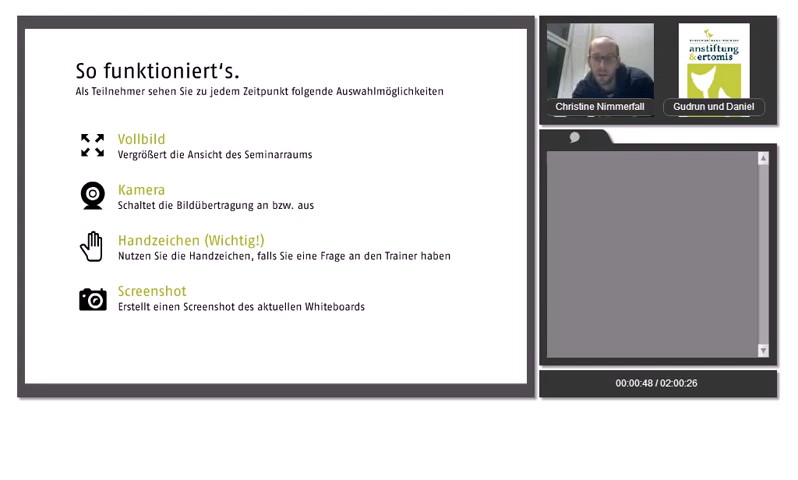 So funktioniert's.
Als Teilnehmer sehen Sie zu jedem Zeitpunkt folgende Auswahlmöglichkeiten
Vollbild
Vergrößert die Ansicht des Seminarraums
Kamera
Schaltet die Bildübertragung an bzw. aus
Handzeichen (Wichtig!)
Nutzen Sie die Handzeichen, falls Sie eine Frage an den Trainer haben
Screenshot
Erstellt einen Screenshot des aktuellen Whiteboards
anstiftung
&ertomis
Christine Nimmerfall
Gudrun und Daniel
00:00:48 / 02:00:26